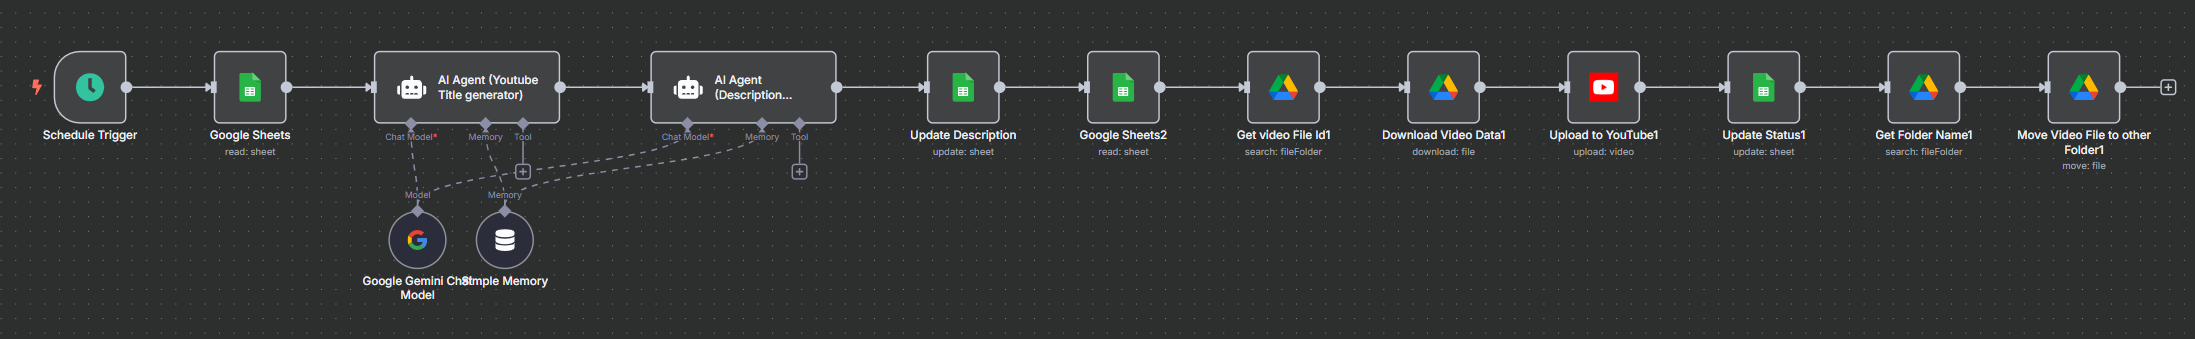 AI Agent (Youtube
Title generator)
AI Agent
(Description...
Chat Model*
Memory
Tool
Chat Model*
Memory
Tool
Schedule Trigger
Google Sheets
read: sheet
Update Description
update: sheet
Google Sheets2
read: sheet
Get video File Id1
search: fileFolder
Download Video Data1
download: file
Upload to YouTube1
upload: video
Update Status1
update: sheet
Get Folder Name1
search: fileFolder
Move Video File to other
Folder1
move: file
Model
Memory
Google Gemini Chat
Model
Simple Memory